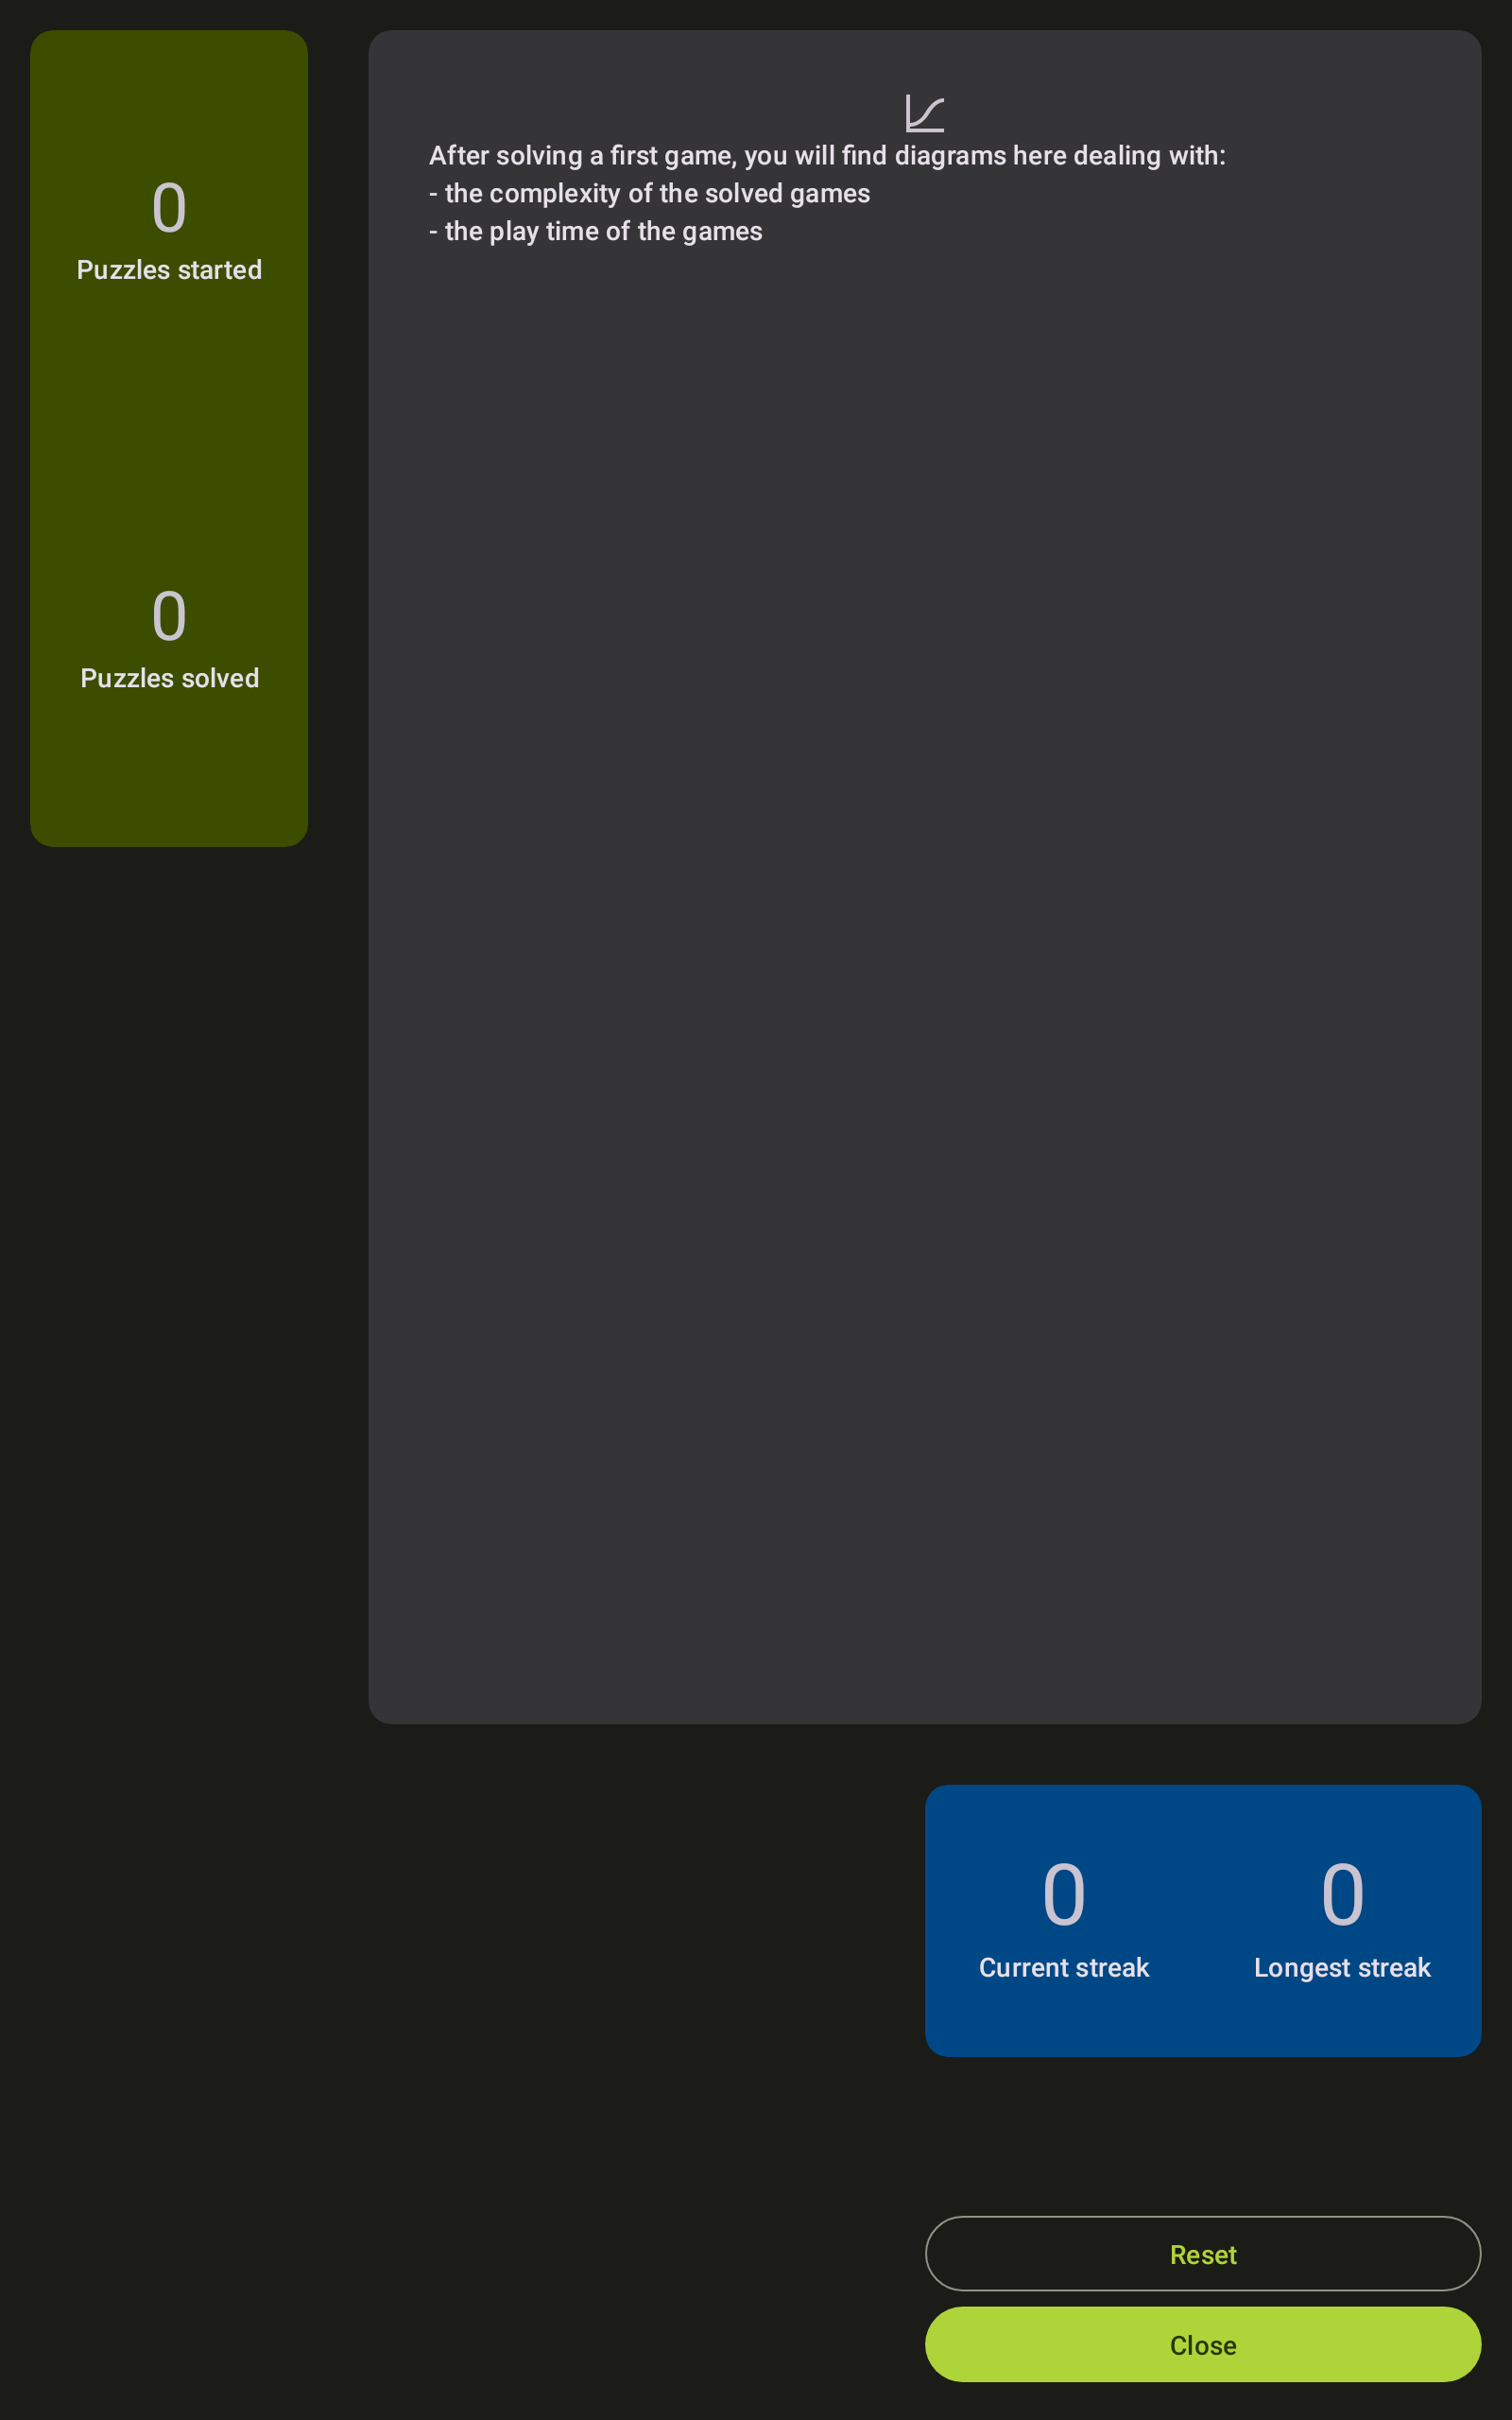 0
Puzzles started
0
Puzzles solved
After solving a first game, you will find diagrams here dealing with:
- the complexity of the solved games
- the play time of the games
0
Current streak
0
Longest streak
Reset
Close